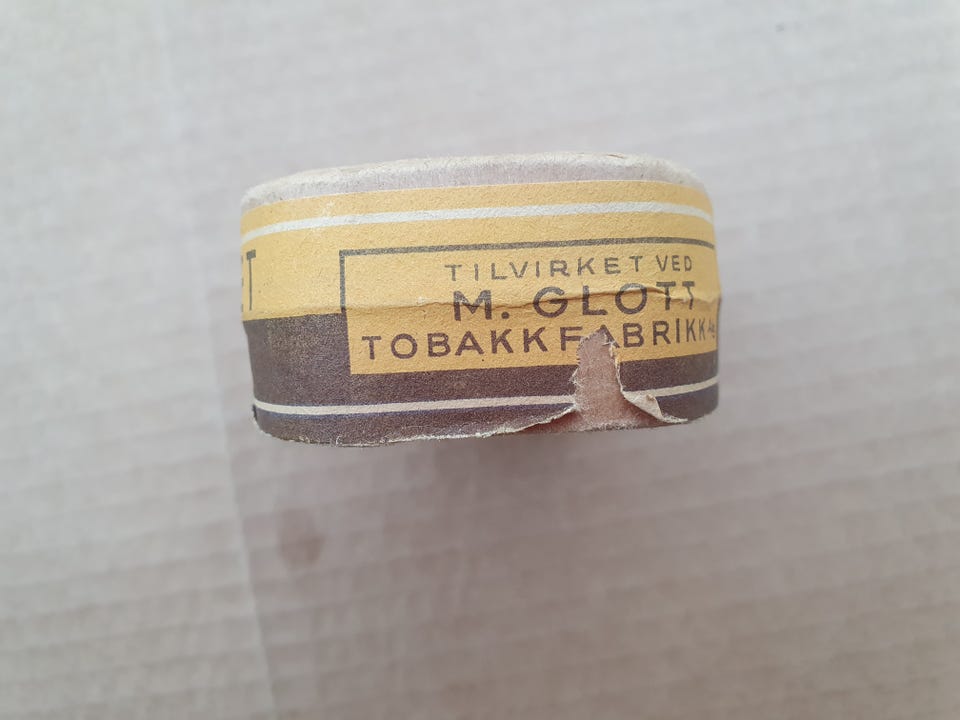 TILVIRKET VED
M. GLOTT
TOBAKKFABRIKK A/S